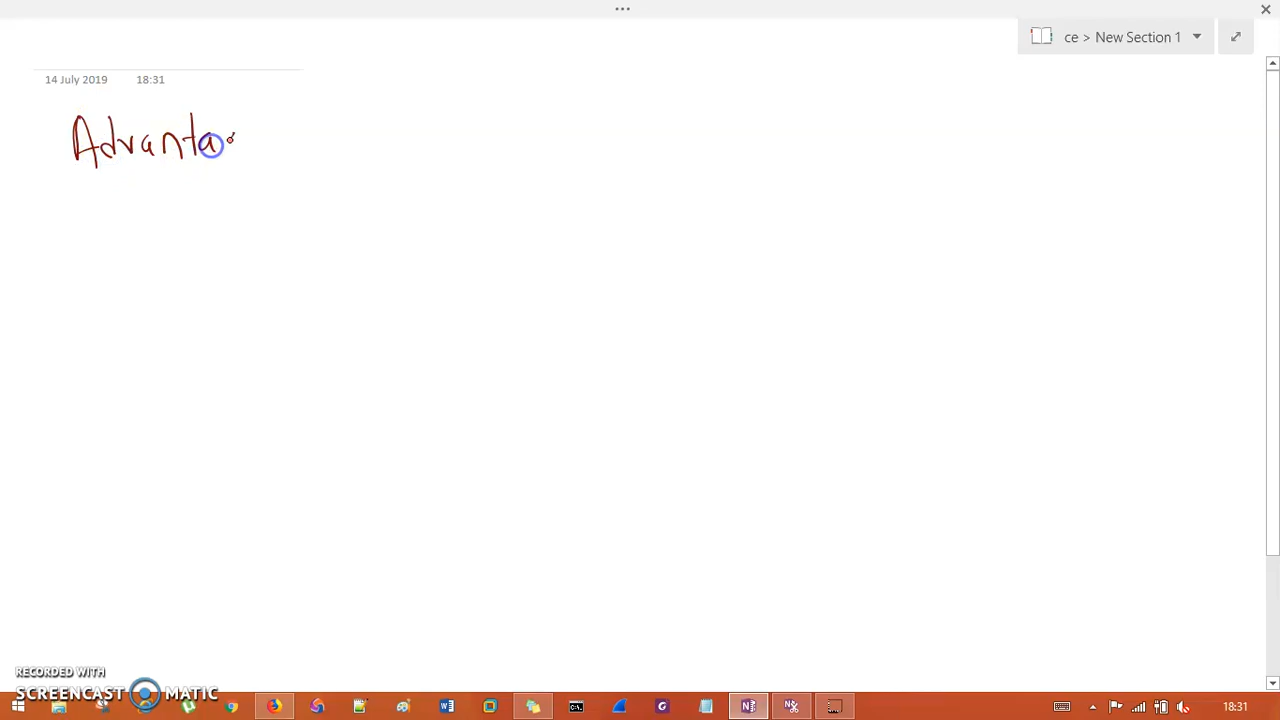 ...
ce > New Section 1
14 July 2019 18:31
Advanta
RECORDED WITH
SCREENCAST MATIC
18:31